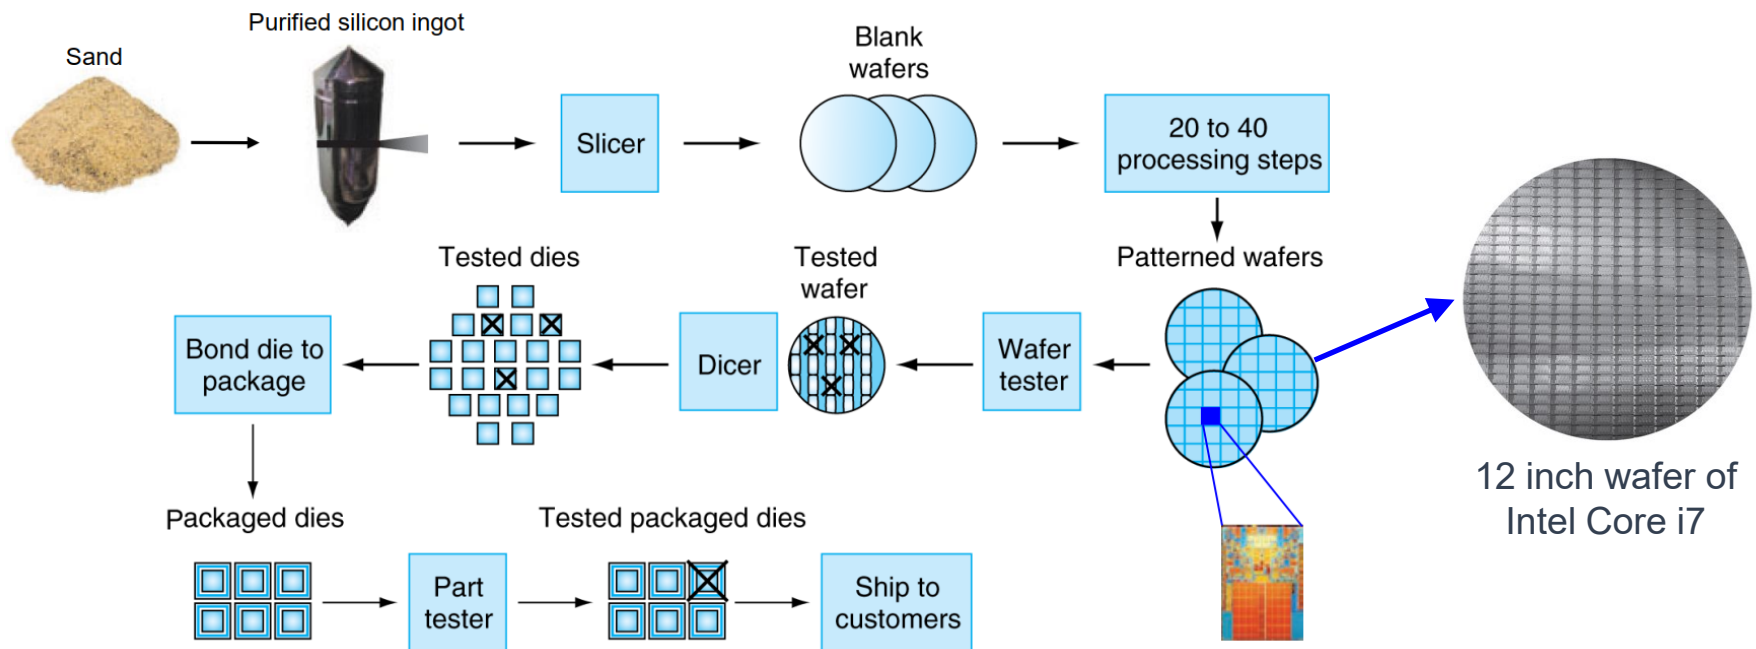 Sand
Purified silicon ingot
Slicer
Blank
wafers
20 to 40
processing steps
Patterned wafers
12 inch wafer of
Intel Core i7
Wafer
tester
Tested
wafer
Dicer
Tested dies
Bond die to
package
Packaged dies
Part
tester
Tested packaged dies
Ship to
customers